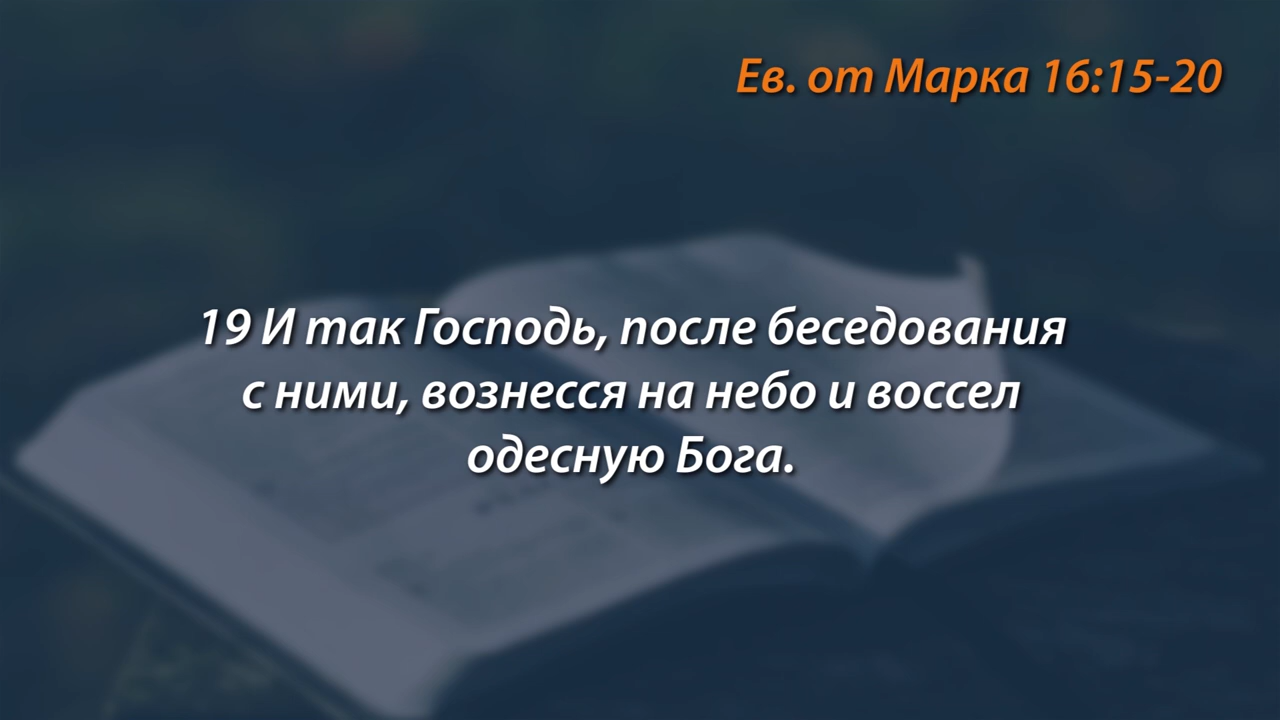 Ев. от Марка 16:15-20
19 И так Господь, после беседования
с ними, вознесся на небо и воссел
одесную Бога.